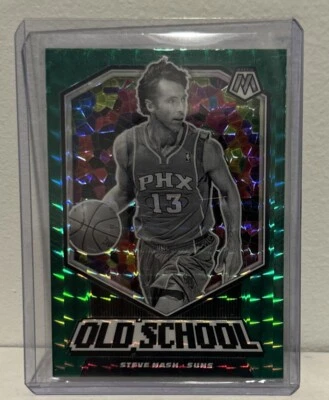 M
PHX
13
OLD SCHOOL
STEVE NASH - SUNS